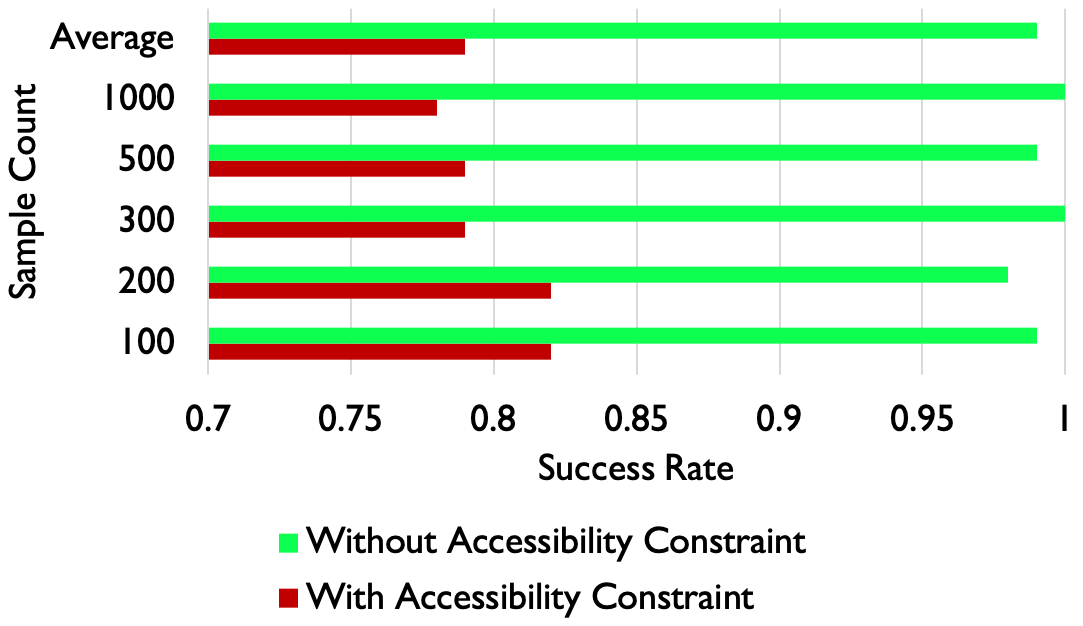 Average
1000
500
300
200
100
Sample Count
0.7 0.75 0.8 0.85 0.9 0.95 1
Success Rate
Without Accessibility Constraint
With Accessibility Constraint